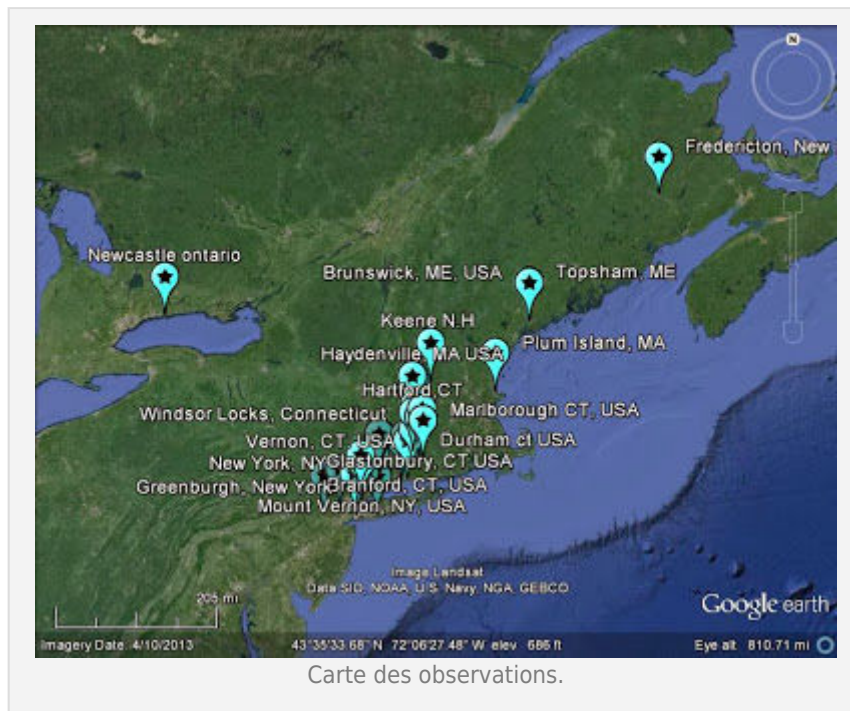 N
Fredericton, New
Newcastle ontario
Brunswick, ME, USA
Topsham, ME
Keene N.H
Plum Island, MA
Haydenville, MA USA
Hartford,CT
Windsor Locks, Connecticut
Marlborough CT, USA
Vernon, CT, USA
Durham ct USA
New York, NY
Glastonbury, CT USA
Greenburgh, New York
Branford, CT, USA
Mount Vernon, NY, USA
Image Landsat
Data SIO, NOAA, U.S. Navy, NGA, GEBCO
205 mi
Google earth
Imagery Date: 4/10/2013
43°35'33.68" N 72°06'27.48" W elev 686 ft
Eye alt 810.71 mi
Carte des observations.